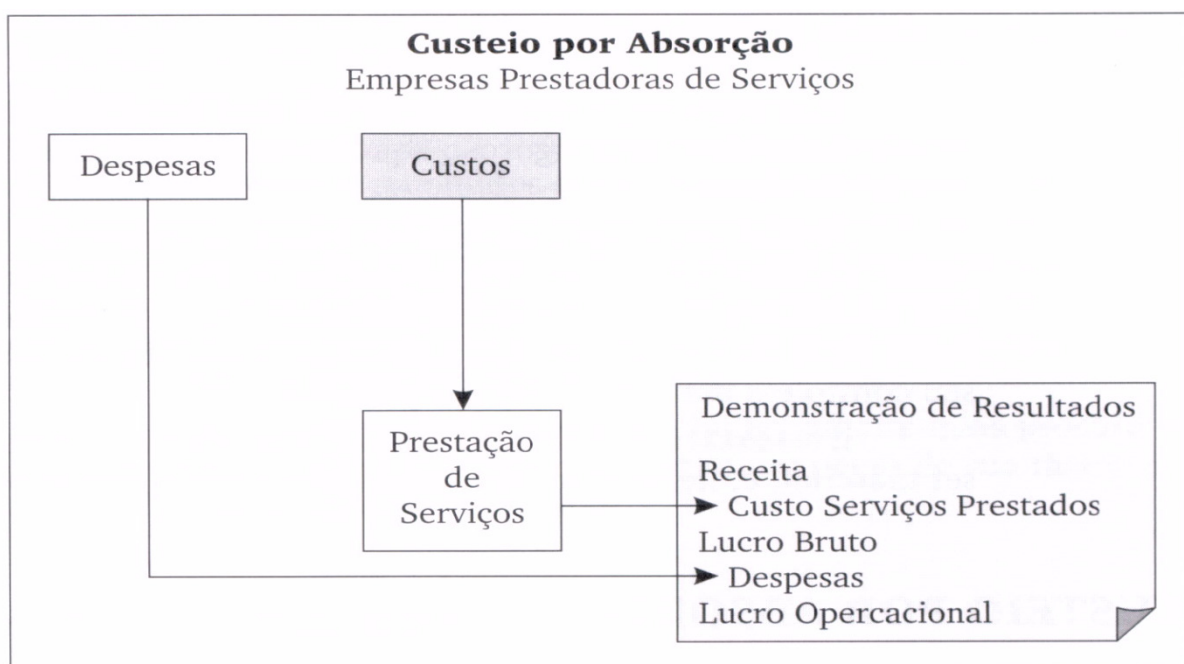 Custeio por Absorção
Empresas Prestadoras de Serviços
Despesas
Custos
Prestação
de
Serviços
Demonstração de Resultados
Receita
Custo Serviços Prestados
Lucro Bruto
Despesas
Lucro Opercacional